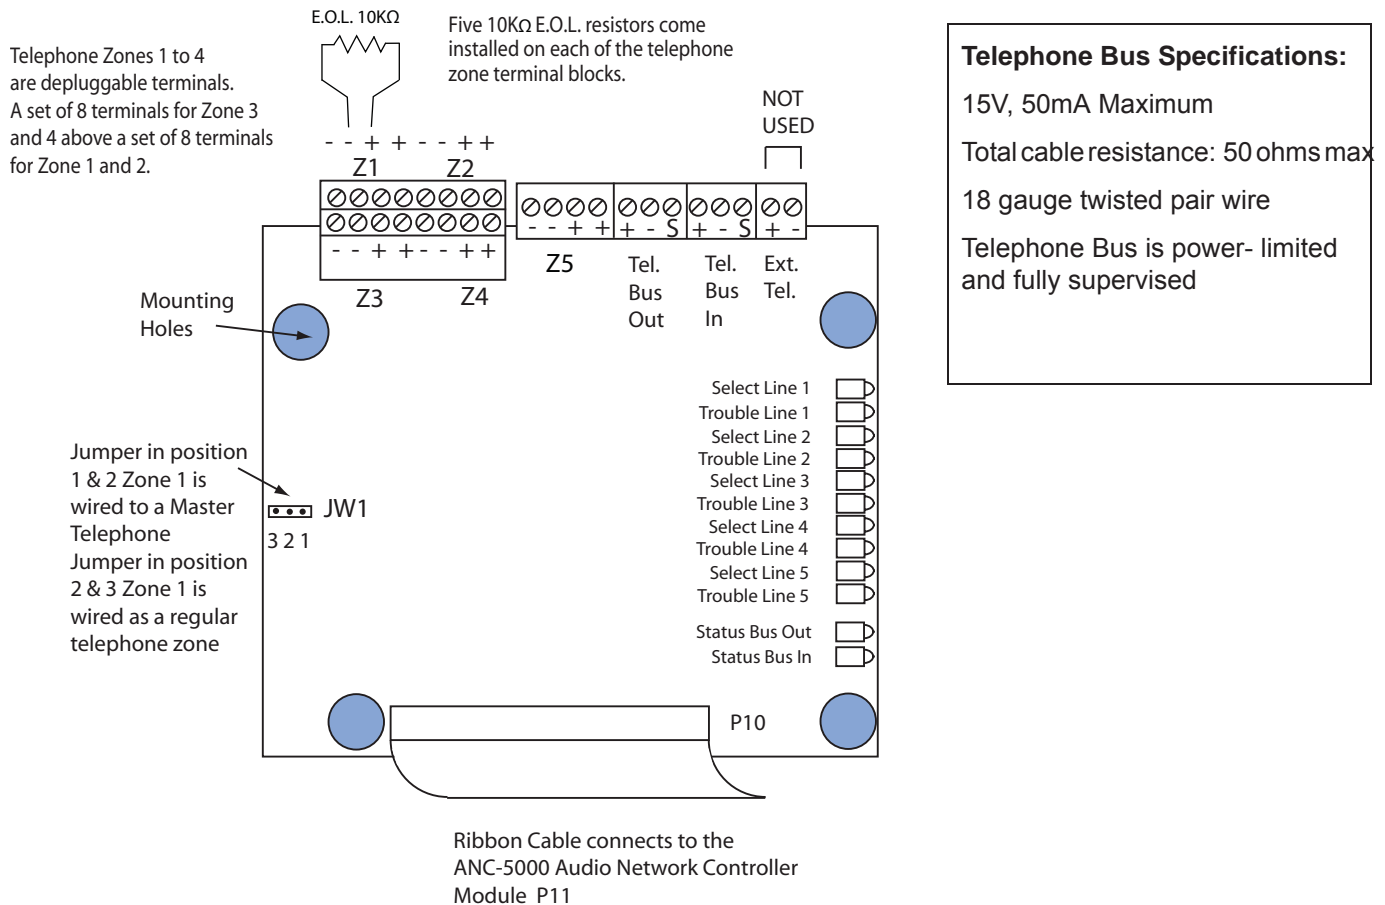 E.O.L. 10KΩ
Five 10KΩ E.O.L. resistors come
installed on each of the telephone
zone terminal blocks.
Telephone Zones 1 to 4
are depluggable terminals.
A set of 8 terminals for Zone 3
and 4 above a set of 8 terminals
for Zone 1 and 2.
NOT
USED
- - + + - - + +
Z1 Z2
- - + + + - S + - S + -
- - + + - - + +
Z3 Z4
Z5
Tel.
Bus
Out
Tel.
Bus
In
Ext.
Tel.
Mounting
Holes
Jumper in position
1 & 2 Zone 1 is
wired to a Master
Telephone
Jumper in position
2 & 3 Zone 1 is
wired as a regular
telephone zone
JW1
3 2 1
Select Line 1
Trouble Line 1
Select Line 2
Trouble Line 2
Select Line 3
Trouble Line 3
Select Line 4
Trouble Line 4
Select Line 5
Trouble Line 5
Status Bus Out
Status Bus In
P10
Ribbon Cable connects to the
ANC-5000 Audio Network Controller
Module P11
Telephone Bus Specifications:
15V, 50mA Maximum
Total cable resistance: 50 ohms max
18 gauge twisted pair wire
Telephone Bus is power- limited
and fully supervised